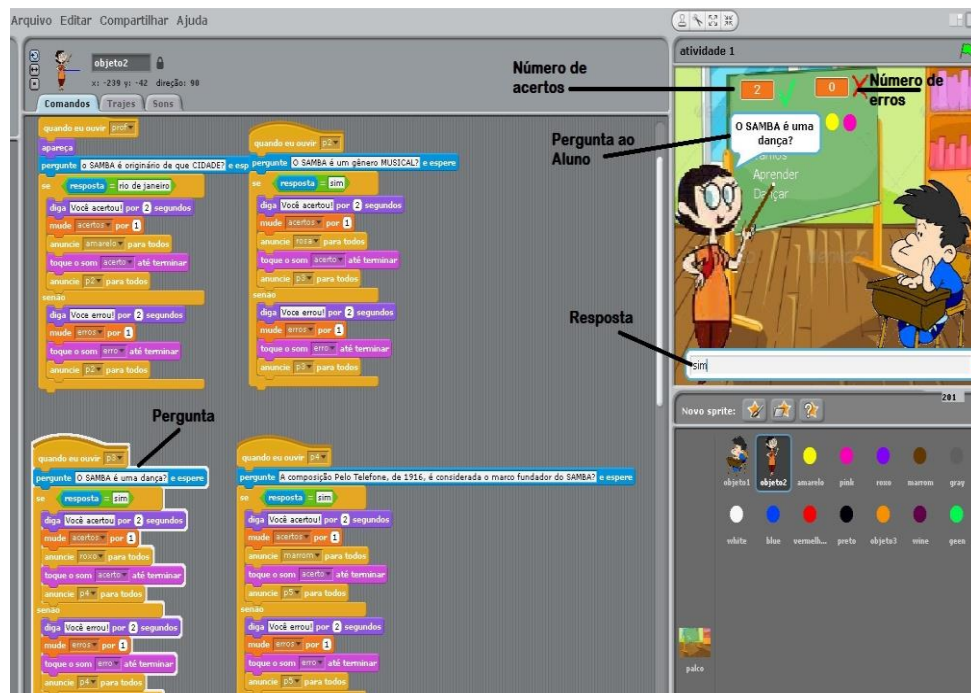 Arquivo Editar Compartilhar Ajuda
objeto2
x: -239 y: -42 direção: 90
Comandos Trajes Sons
quando eu ouvir prof
apareça
pergunte O SAMBA é originário de que CIDADE? e esp
se resposta = rio de janeiro
diga Você acertou! por 2 segundos
mude acertos por 1
anuncie amarelo para todos
toque o som acerto até terminar
anuncie p2 para todos
senão
diga Voce errou! por 2 segundos
mude erros por 1
toque o som erro até terminar
anuncie p2 para todos
quando eu ouvir p2
pergunte O SAMBA é um gênero MUSICAL? e espere
se resposta = sim
diga Você acertou! por 2 segundos
mude acertos por 1
anuncie rosa para todos
toque o som acerto até terminar
anuncie p3 para todos
senão
diga Voce errou! por 2 segundos
mude erros por 1
toque o som erro até terminar
anuncie p3 para todos
Pergunta
quando eu ouvir p3
pergunte O SAMBA é uma dança? e espere
se resposta = sim
diga Você acertou por 2 segundos
mude acertos por 1
anuncie roxo para todos
toque o som acerto até terminar
anuncie p4 para todos
senão
diga Você errou! por 2 segundos
mude erros por 1
toque o som erro até terminar
anuncie p4 para todos
quando eu ouvir p4
pergunte A composição Pelo Telefone, de 1916, é considerada o marco fundador do SAMBA? e espere
se resposta = sim
diga Você acertou! por 2 segundos
mude acertos por 1
anuncie marrom para todos
toque o som acerto até terminar
anuncie p5 para todos
senão
diga Você errou! por 2 segundos
mude erros por 1
toque o som erro até terminar
anuncie p5 para todos
Número de
acertos
Pergunta ao
Aluno
Resposta
atividade 1
2
0
Número de
erros
O SAMBA é uma
dança?
Vamos
Aprender
Dançar
sim
201
Novo sprite:
objeto1 objeto2 amarelo pink roxo marrom gray
white blue vermelh... preto objeto3 wine geen
palco